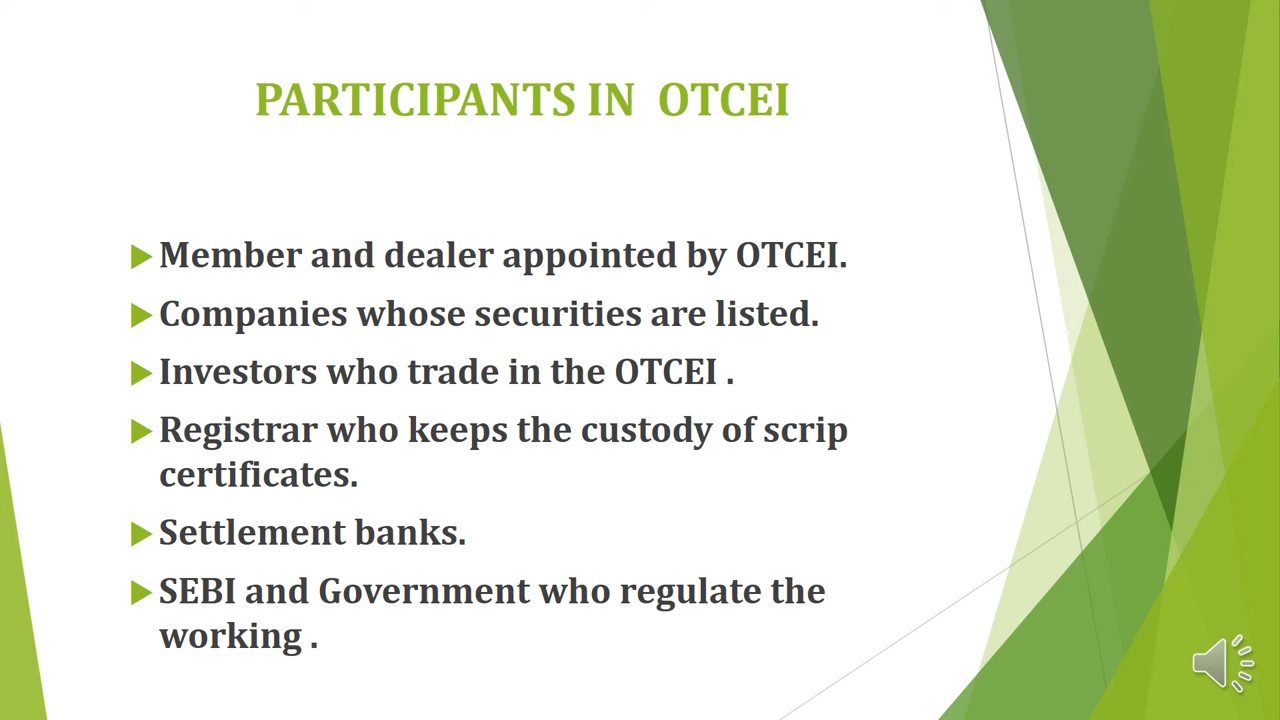 PARTICIPANTS IN OTCEI
Member and dealer appointed by OTCEI.
Companies whose securities are listed.
Investors who trade in the OTCEI .
Registrar who keeps the custody of scrip
certificates.
Settlement banks.
SEBI and Government who regulate the
working .